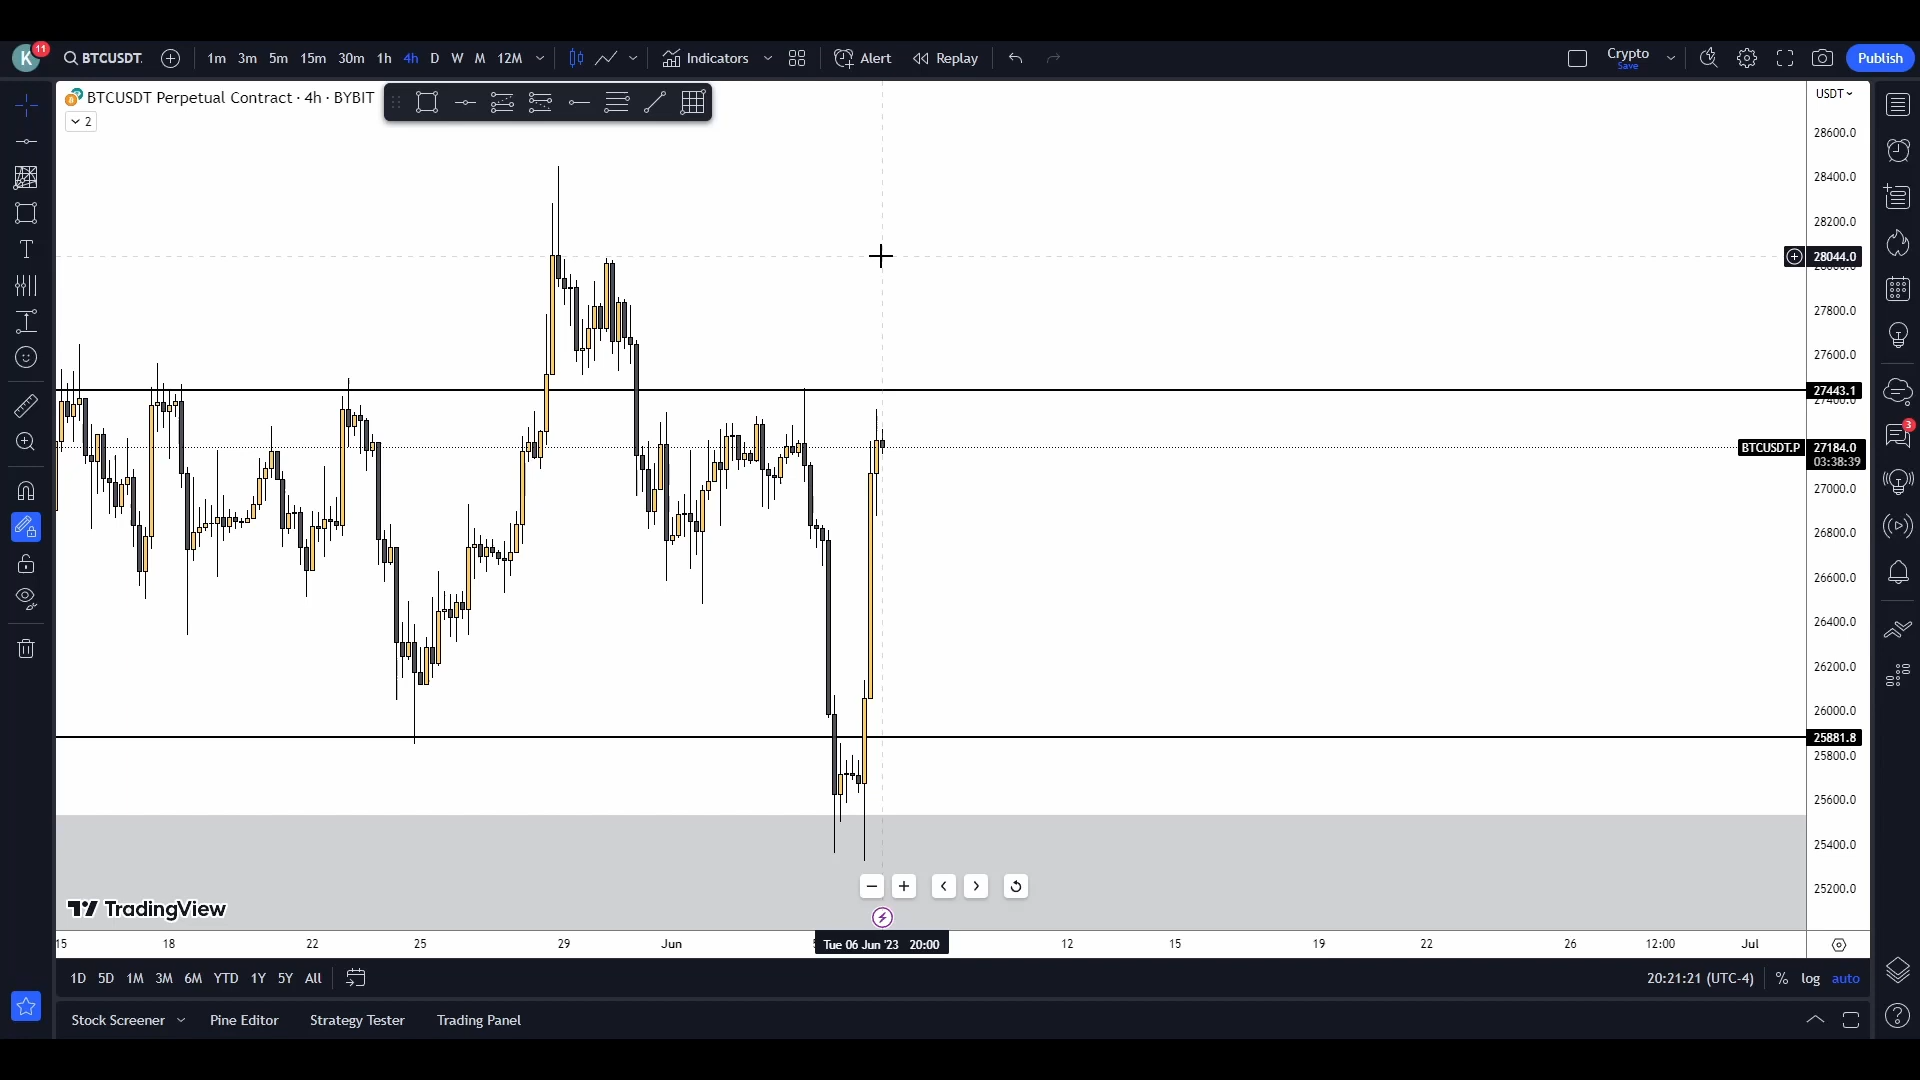 K 11 BTCUSDT. 1m 3m 5m 15m 30m 1h 4h D W M 12M Indicators Alert Replay Crypto Save Publish
BTCUSDT Perpetual Contract · 4h · BYBIT
2
USDT
28600.0
28400.0
28200.0
28044.0
27800.0
27600.0
27443.1
27400.0
BTCUSDT.P 27184.0
03:38:39
27000.0
26800.0
26600.0
26400.0
26200.0
26000.0
25881.8
25800.0
25600.0
25400.0
25200.0
3
TradingView
15 18 22 25 29 Jun Tue 06 Jun '23 20:00 12 15 19 22 26 12:00 Jul
1D 5D 1M 3M 6M YTD 1Y 5Y All 20:21:21 (UTC-4) % log auto
Stock Screener Pine Editor Strategy Tester Trading Panel